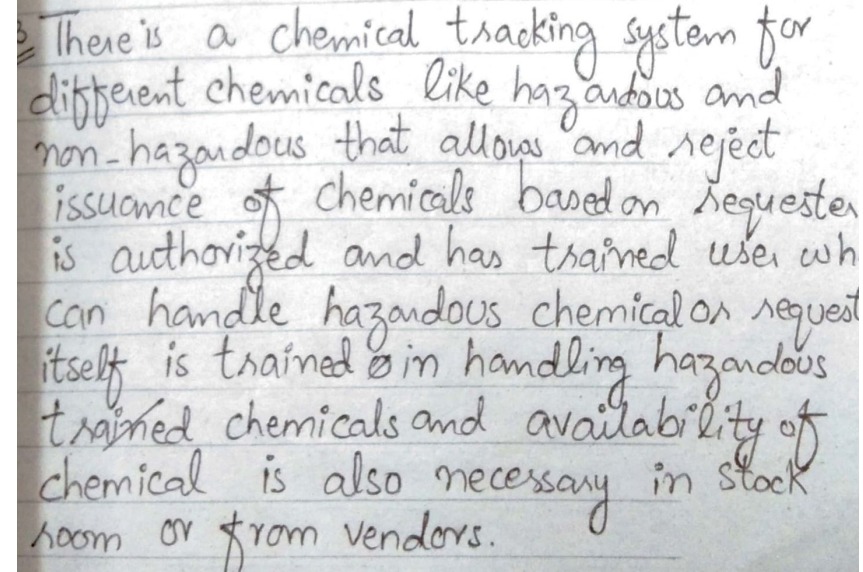 3 There is a chemical tracking system for
different chemicals like hazardous and
non-hazardous that allows and reject
issuance of chemicals based on requester
is authorized and has trained user wh
can handle hazardous chemical or request
itself is trained in handling hazardous
trained chemicals and availability of
chemical is also necessary in stock
room or from vendors.